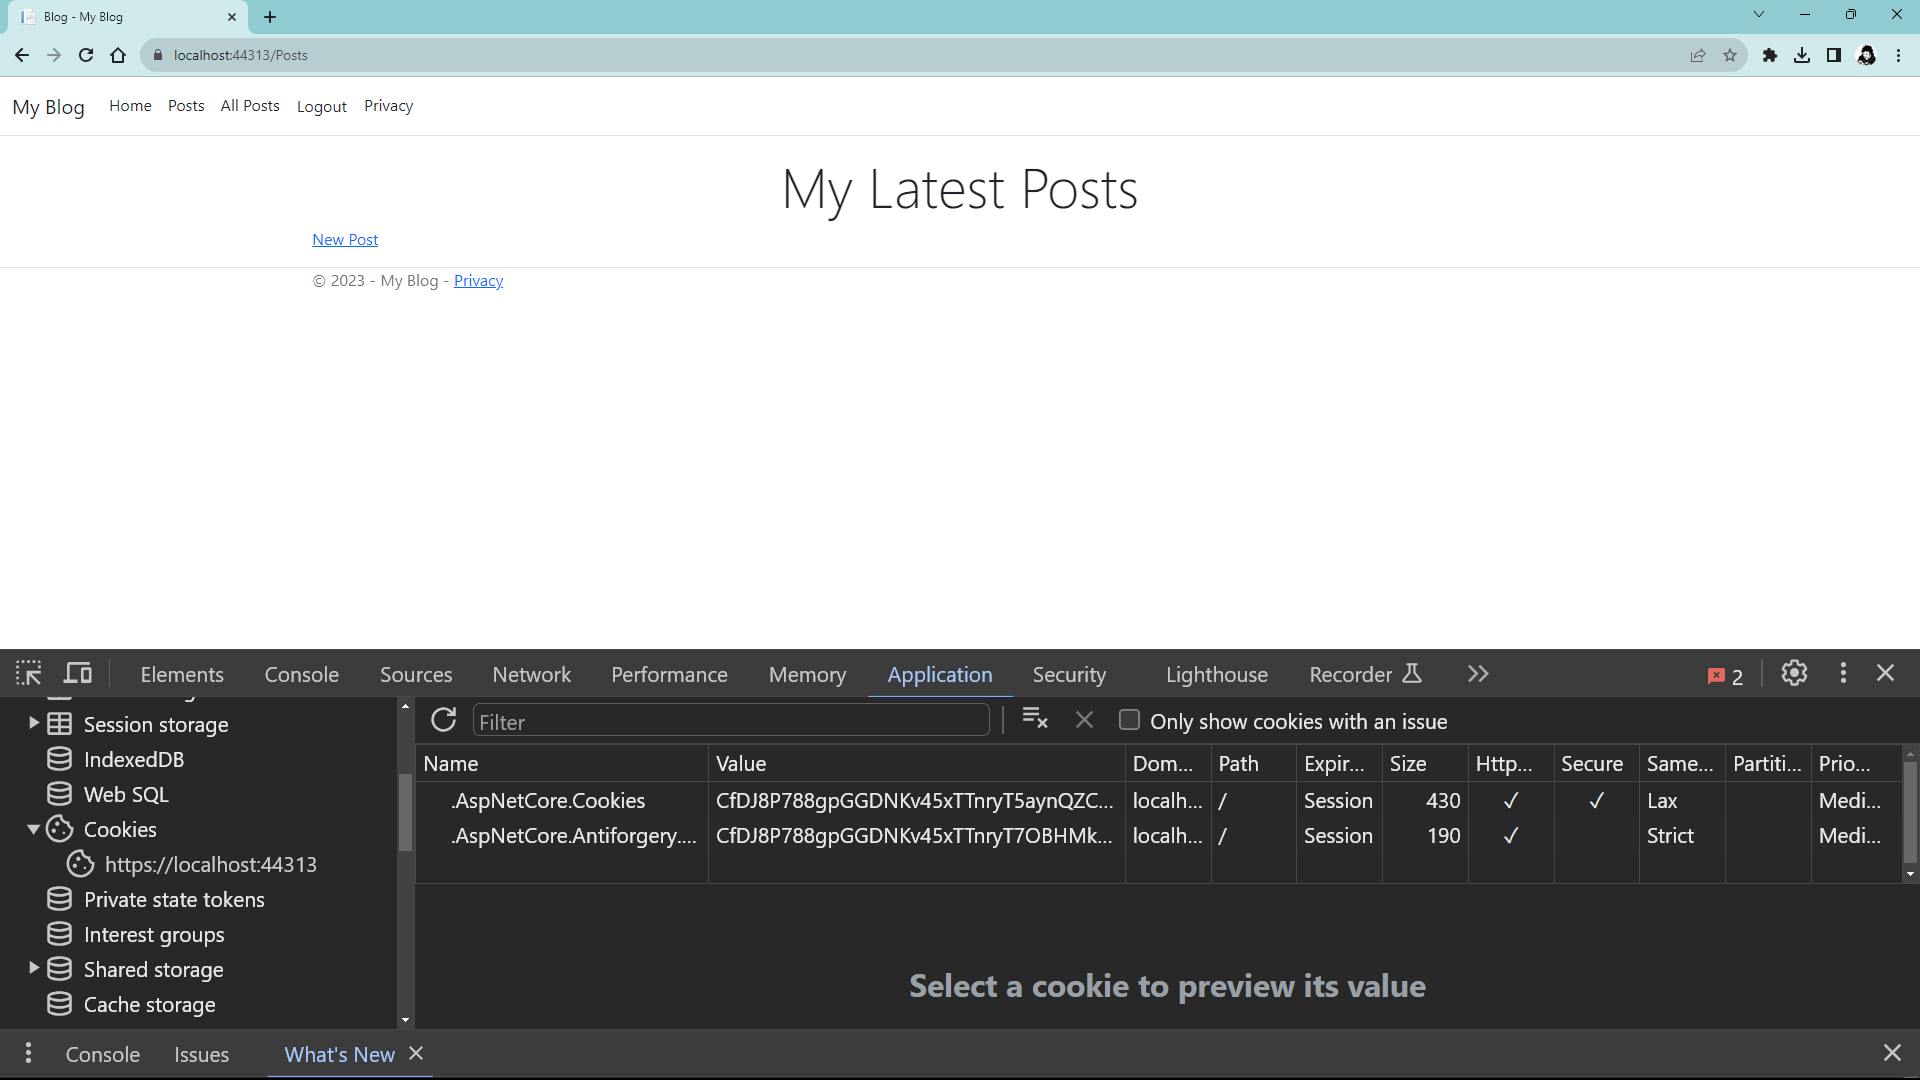 Blog - My Blog
localhost:44313/Posts
My Blog Home Posts All Posts Logout Privacy
My Latest Posts
New Post
© 2023 - My Blog - Privacy
Elements Console Sources Network Performance Memory Application Security Lighthouse Recorder 2
Session storage
IndexedDB
Web SQL
Cookies
https://localhost:44313
Private state tokens
Interest groups
Shared storage
Cache storage
Filter Only show cookies with an issue
Name Value Dom... Path Expir... Size Http... Secure Same... Partiti... Prio...
.AspNetCore.Cookies CfDJ8P788gpGGDNKv45xTTnryT5aynQZC... localh... / Session 430 ✓ ✓ Lax Medi...
.AspNetCore.Antiforgery.... CfDJ8P788gpGGDNKv45xTTnryT7OBHMk... localh... / Session 190 ✓ Strict Medi...
Select a cookie to preview its value
Console Issues What's New